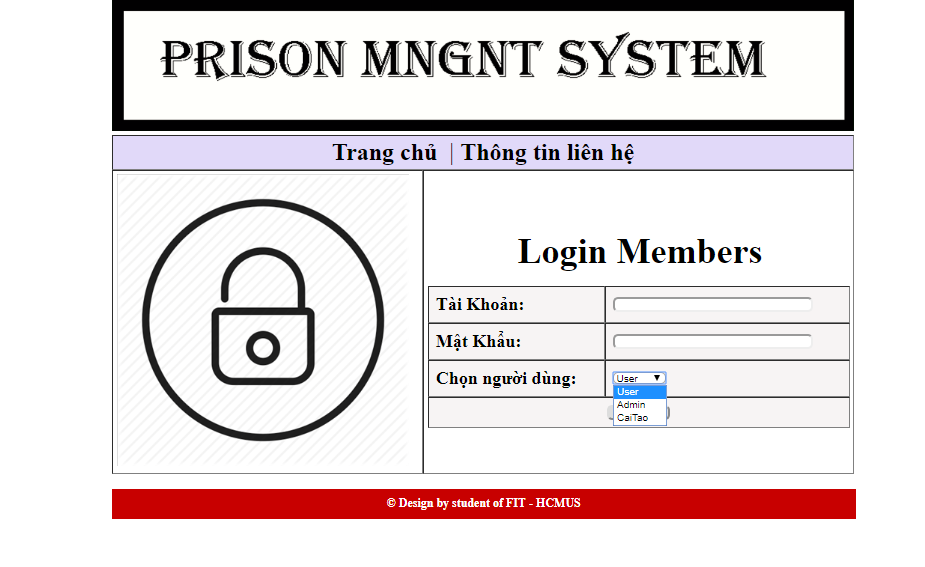 PRISON MNGNT SYSTEM
Trang chủ | Thông tin liên hệ
Login Members
Tài Khoản:
Mật Khẩu:
Chọn người dùng: User
User
Admin
CaiTao
© Design by student of FIT - HCMUS